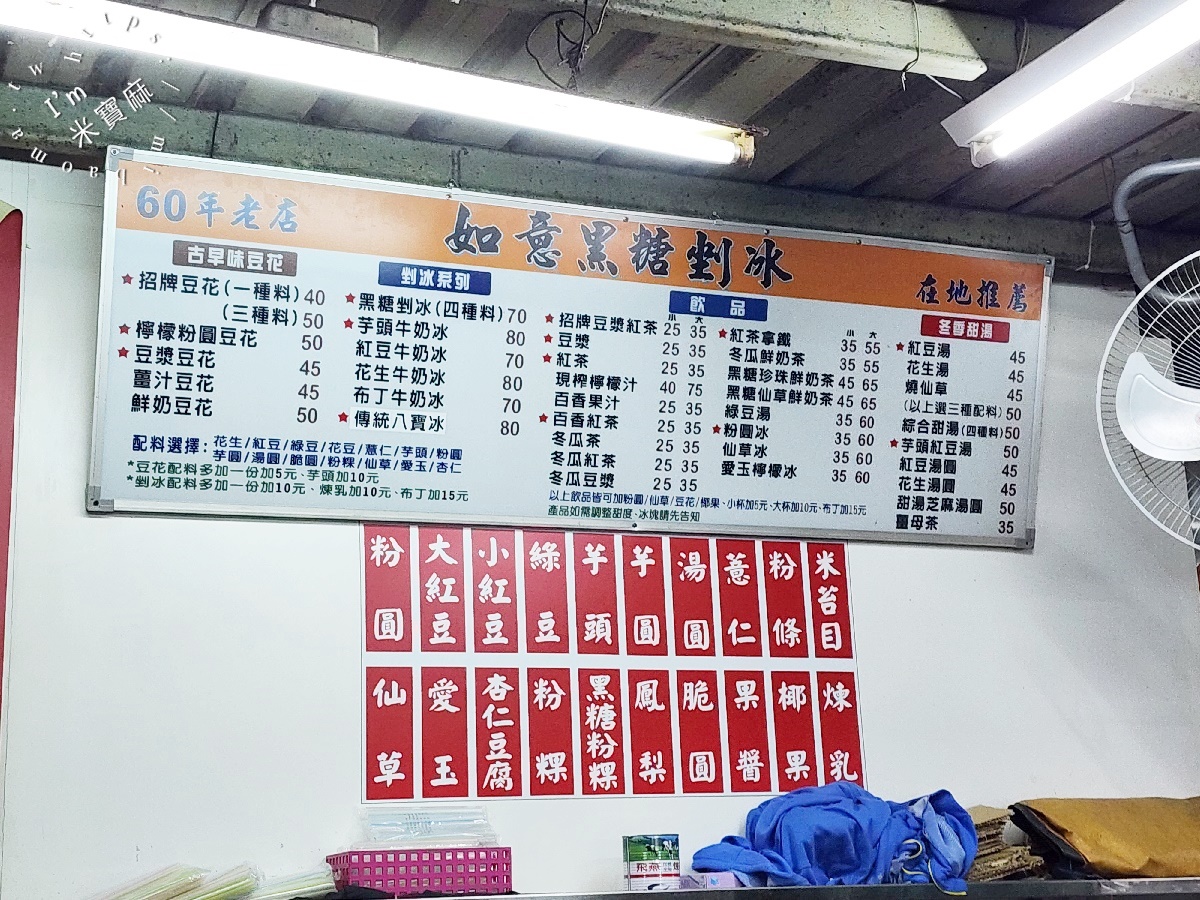 I'm
米寶麻
60年老店
如意黑糖剉冰
在地推薦
古早味豆花
★招牌豆花(一種料) 40
(三種料) 50
★檸檬粉圓豆花 50
★豆漿豆花 45
薑汁豆花 45
鮮奶豆花 50
剉冰系列
★黑糖剉冰(四種料) 70
★芋頭牛奶冰 80
紅豆牛奶冰 70
花生牛奶冰 80
布丁牛奶冰 70
★傳統八寶冰 80
配料選擇:花生/紅豆/綠豆/花豆/薏仁/芋頭/粉圓
芋圓/湯圓/脆圓/粉粿/仙草/愛玉/杏仁
*豆花配料多加一份加5元、芋頭加10元
*剉冰配料多加一份加10元、煉乳加10元、布丁加15元
飲品
小 大
★招牌豆漿紅茶 25 35
★豆漿 25 35
★紅茶 25 35
現榨檸檬汁 40 75
百香果汁 25 35
★百香紅茶 25 35
冬瓜茶 25 35
冬瓜紅茶 25 35
冬瓜豆漿 25 35
小 大
★紅茶拿鐵 35 55
冬瓜鮮奶茶 35 55
黑糖珍珠鮮奶茶 45 65
黑糖仙草鮮奶茶 45 65
綠豆湯 35 60
★粉圓冰 35 60
仙草冰 35 60
愛玉檸檬冰 35 60
以上飲品皆可加粉圓/仙草/豆花/椰果、小杯加5元、大杯加10元、布丁加15元
產品如需調整甜度、冰塊請先告知
冬季甜湯
★紅豆湯 45
花生湯 45
燒仙草 45
(以上選三種配料) 50
綜合甜湯(四種料) 50
★芋頭紅豆湯 50
紅豆湯圓 45
花生湯圓 45
甜湯芝麻湯圓 50
薑母茶 35
粉圓
大紅豆
小紅豆
綠豆
芋頭
芋圓
湯圓
薏仁
粉條
米苔目
仙草
愛玉
杏仁豆腐
粉粿
黑糖粉粿
鳳梨
脆圓
果醬
椰果
煉乳